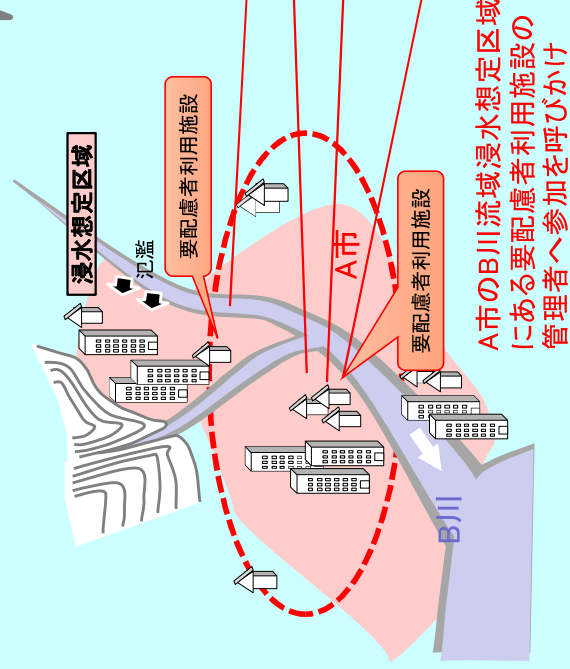 A市のB川流域浸水想定区域
にある要配慮者利用施設の
管理者へ参加を呼びかけ
浸水想定区域
氾濫
要配慮者利用施設
A市
要配慮者利用施設
B川